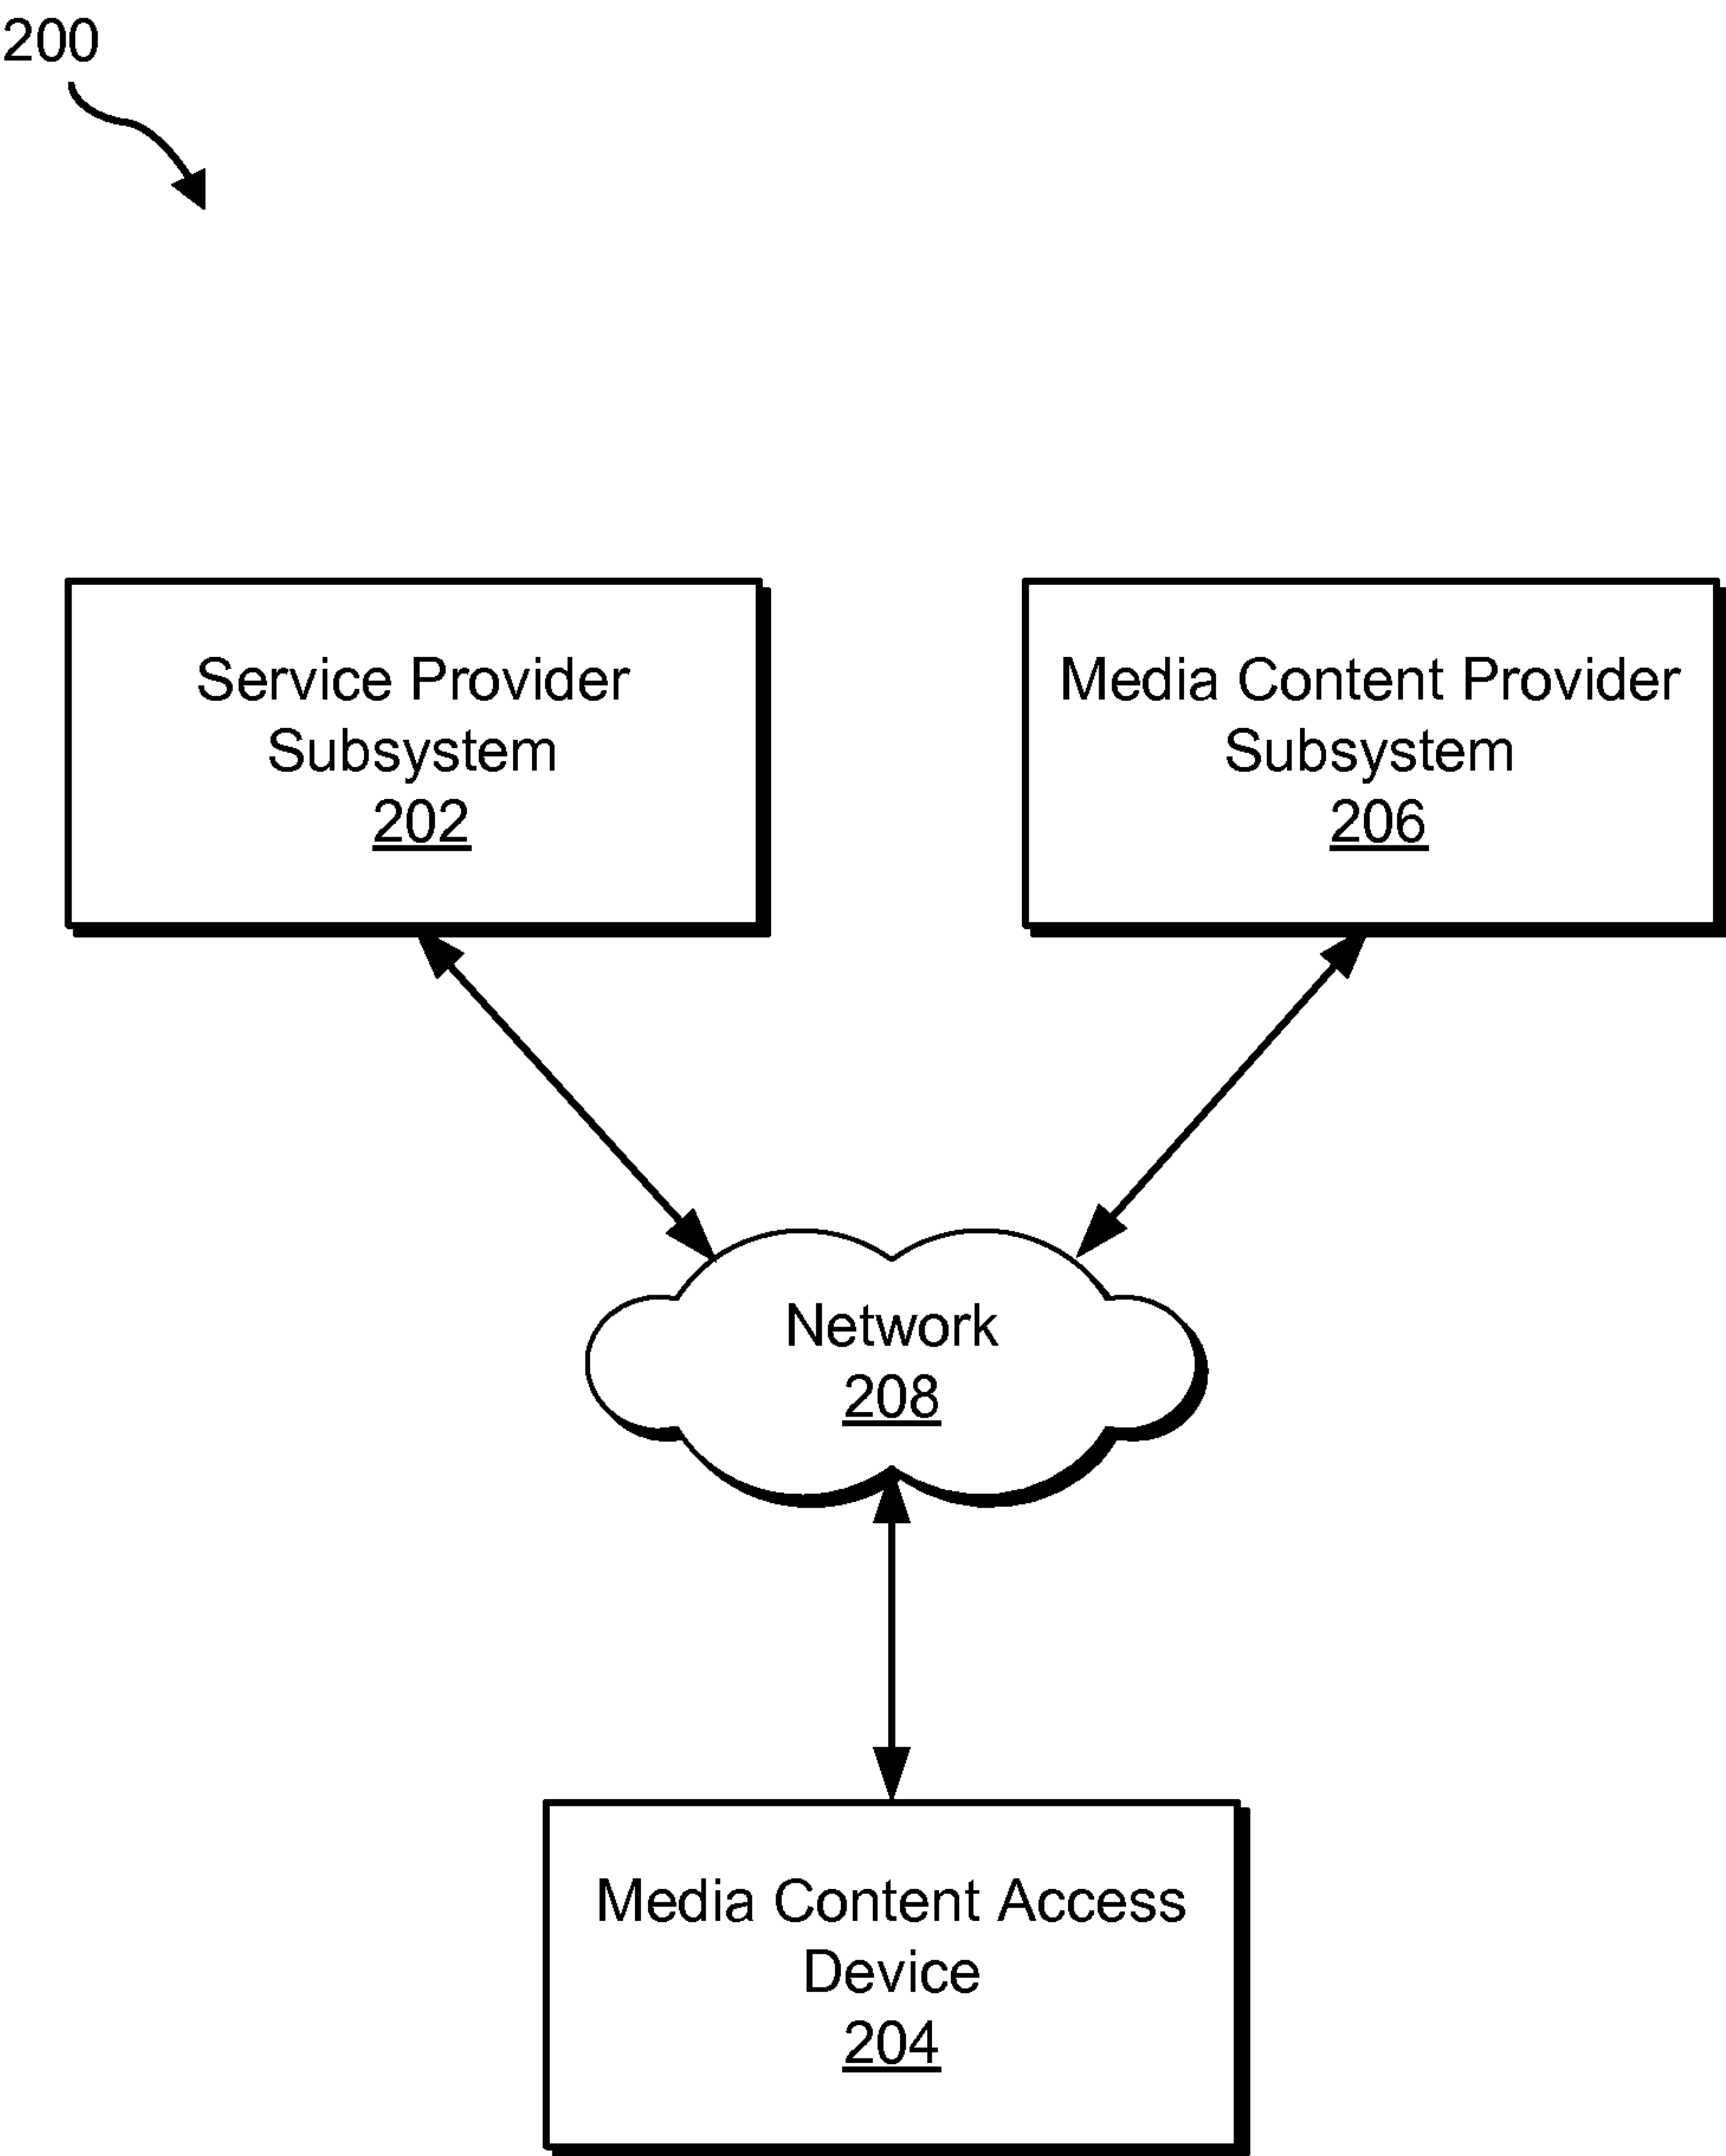 200
Service Provider
Subsystem
202
Media Content Provider
Subsystem
206
Network
208
Media Content Access
Device
204